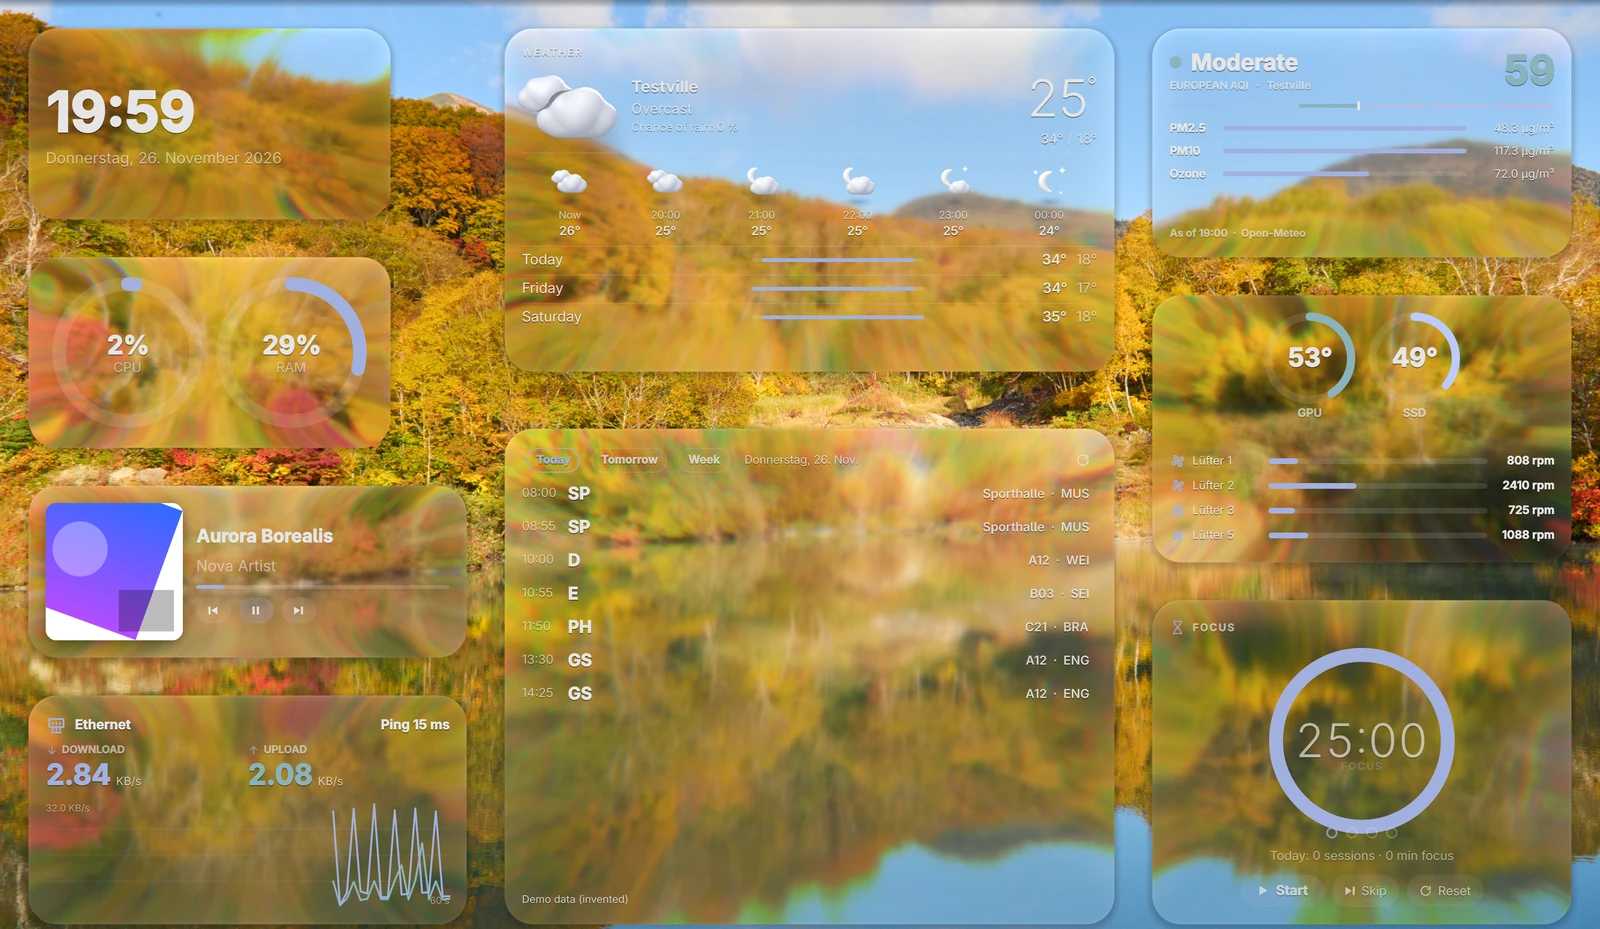 19:59
Donnerstag, 26. November 2026
2%
CPU
29%
RAM
Aurora Borealis
Nova Artist
Ethernet
Ping 15 ms
↓ DOWNLOAD
↑ UPLOAD
2.84 KB/s
2.08 KB/s
32.0 KB/s
60 s
WEATHER
Testville
Overcast
Chance of rain 0 %
25°
34° / 18°
Now 20:00 21:00 22:00 23:00 00:00
26° 25° 25° 25° 25° 24°
Today 34° 18°
Friday 34° 17°
Saturday 35° 18°
Today Tomorrow Week Donnerstag, 26. Nov.
08:00 SP Sporthalle · MUS
08:55 SP Sporthalle · MUS
10:00 D A12 · WEI
10:55 E B03 · SEI
11:50 PH C21 · BRA
13:30 GS A12 · ENG
14:25 GS A12 · ENG
Demo data (invented)
Moderate 59
EUROPEAN AQI · Testville
PM2.5 48.3 µg/m³
PM10 117.3 µg/m³
Ozone 72.0 µg/m³
As of 19:00 · Open-Meteo
53°
GPU
49°
SSD
Lüfter 1 808 rpm
Lüfter 2 2410 rpm
Lüfter 3 725 rpm
Lüfter 5 1088 rpm
FOCUS
25:00
FOCUS
Today: 0 sessions · 0 min focus
Start Skip Reset